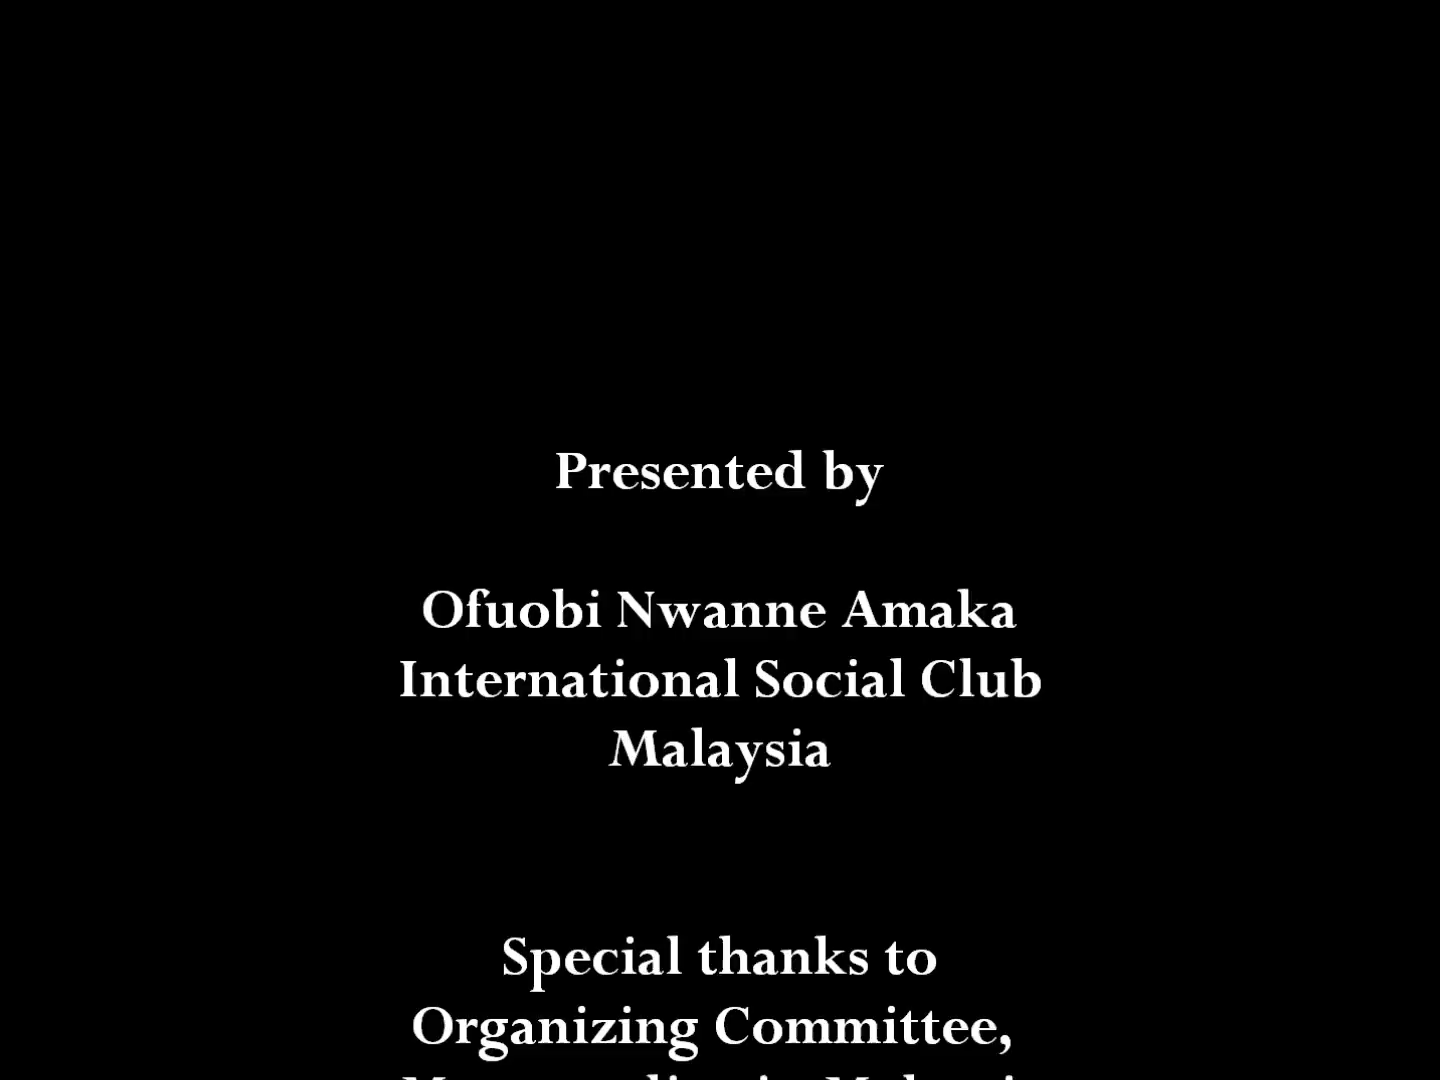 Presented by
Ofuobi Nwanne Amaka
International Social Club
Malaysia
Special thanks to
Organizing Committee,